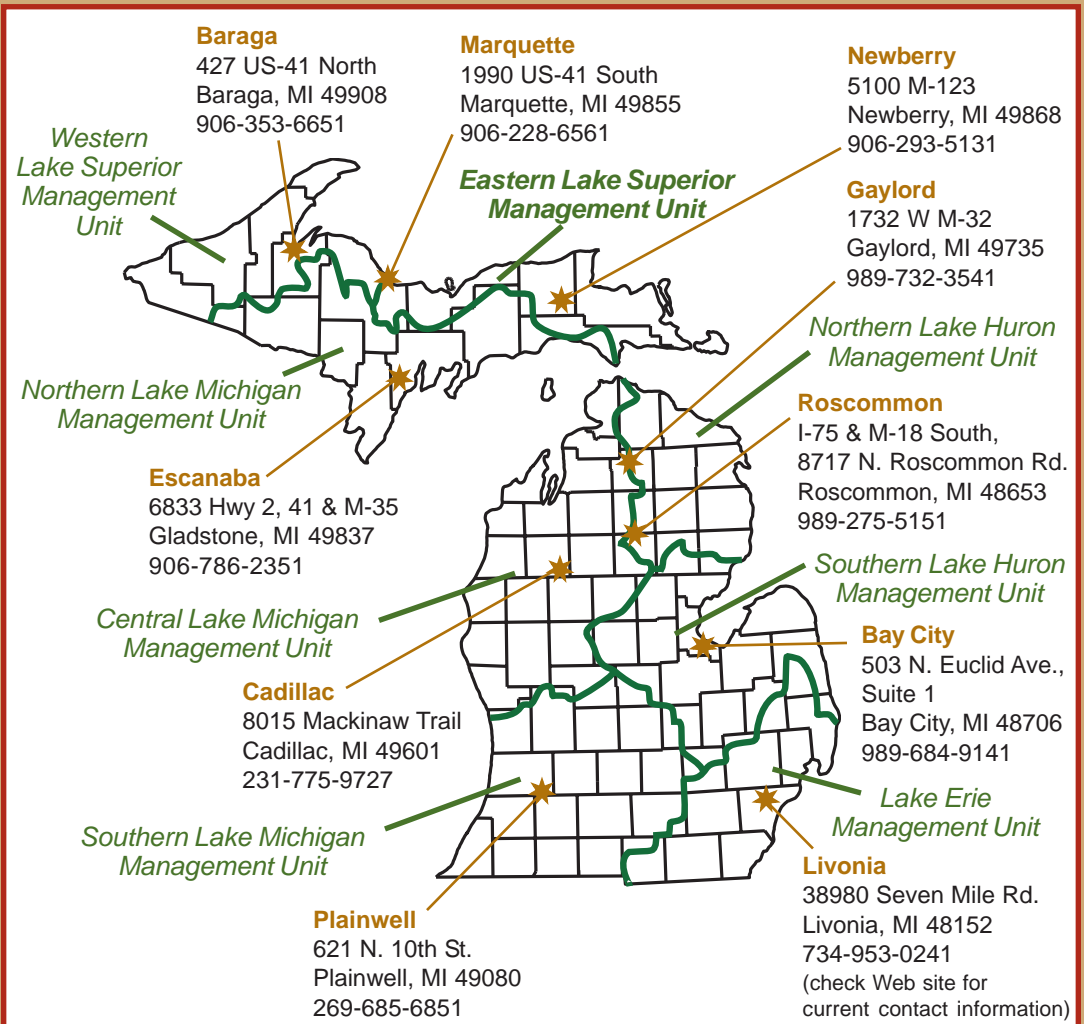 Baraga
427 US-41 North
Baraga, MI 49908
906-353-6651
Marquette
1990 US-41 South
Marquette, MI 49855
906-228-6561
Newberry
5100 M-123
Newberry, MI 49868
906-293-5131
Western
Lake Superior
Management
Unit
Eastern Lake Superior
Management Unit
Gaylord
1732 W M-32
Gaylord, MI 49735
989-732-3541
Northern Lake Huron
Management Unit
Northern Lake Michigan
Management Unit
Roscommon
I-75 & M-18 South,
8717 N. Roscommon Rd.
Roscommon, MI 48653
989-275-5151
Escanaba
6833 Hwy 2, 41 & M-35
Gladstone, MI 49837
906-786-2351
Southern Lake Huron
Management Unit
Central Lake Michigan
Management Unit
Bay City
503 N. Euclid Ave.,
Suite 1
Bay City, MI 48706
989-684-9141
Cadillac
8015 Mackinaw Trail
Cadillac, MI 49601
231-775-9727
Lake Erie
Management Unit
Southern Lake Michigan
Management Unit
Livonia
38980 Seven Mile Rd.
Livonia, MI 48152
734-953-0241
(check Web site for
current contact information)
Plainwell
621 N. 10th St.
Plainwell, MI 49080
269-685-6851